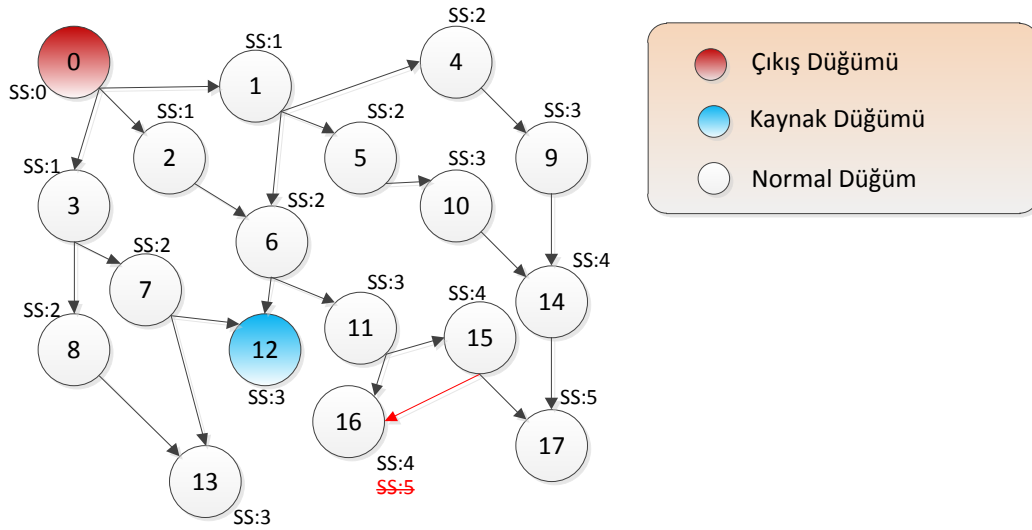 0
SS:0
SS:1
1
SS:2
4
Çıkış Düğümü
Kaynak Düğümü
Normal Düğüm
SS:1
2
SS:2
5
SS:3
9
SS:1
3
SS:3
10
SS:2
6
SS:2
7
SS:4
14
SS:2
8
SS:3
11
SS:4
15
12
SS:3
16
SS:4
SS:5
SS:5
17
13
SS:3